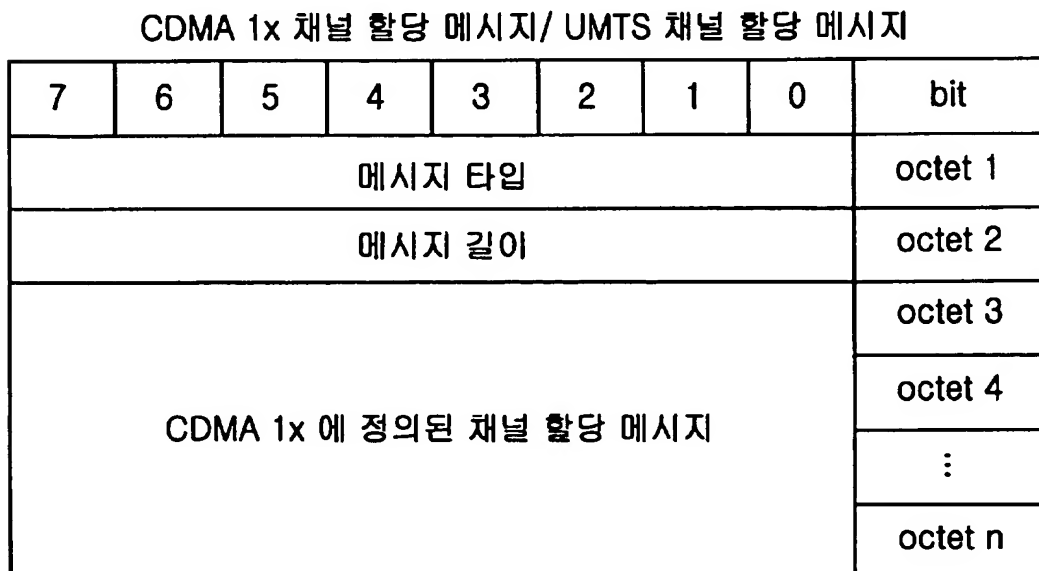 CDMA 1x 채널 할당 메시지/ UMTS 채널 할당 메시지
7 6 5 4 3 2 1 0 bit
메시지 타입 octet 1
메시지 길이 octet 2
octet 3
octet 4
CDMA 1x 에 정의된 채널 할당 메시지
⋮
octet n